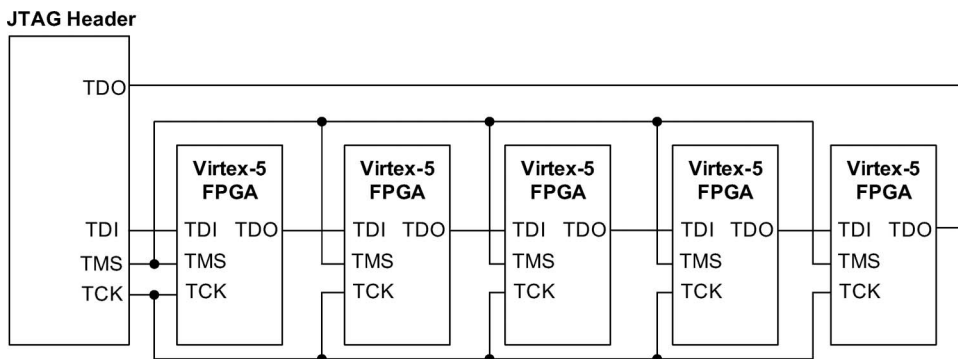 JTAG Header
TDO
TDI
TMS
TCK
Virtex-5
FPGA
TDI TDO
TMS
TCK
Virtex-5
FPGA
TDI TDO
TMS
TCK
Virtex-5
FPGA
TDI TDO
TMS
TCK
Virtex-5
FPGA
TDI TDO
TMS
TCK
Virtex-5
FPGA
TDI TDO
TMS
TCK